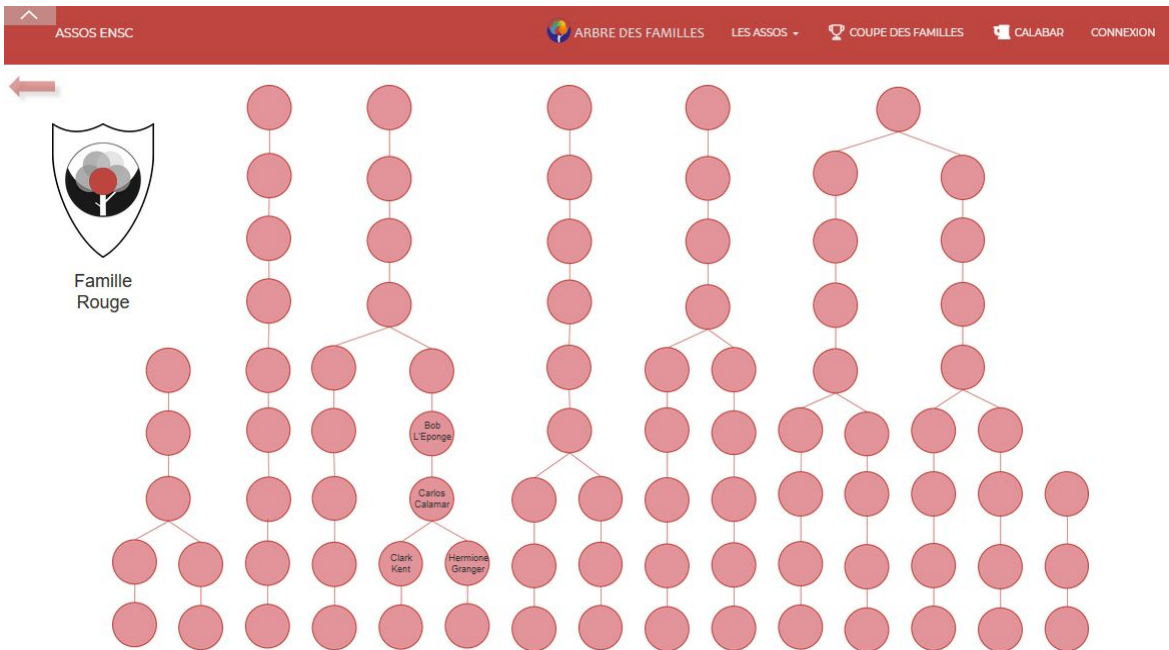 ASSOS ENSC
ARBRE DES FAMILLES
LES ASSOS
COUPE DES FAMILLES
CALABAR
CONNEXION
Famille
Rouge
Bob
L'Eponge
Carlos
Calamar
Clark
Kent
Hermione
Granger